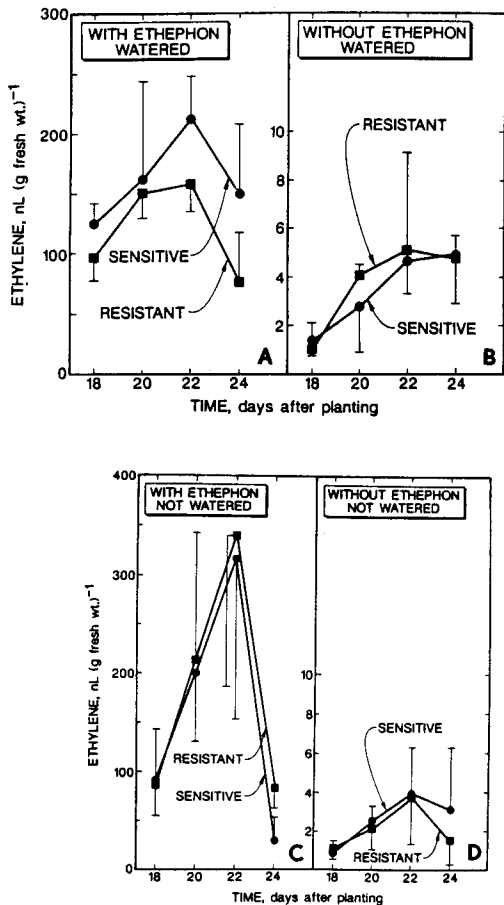 WITH ETHEPHON
WATERED
WITHOUT ETHEPHON
WATERED
ETHYLENE, nL (g fresh wt.)⁻¹
300
200
100
0
10
8
6
4
2
RESISTANT
SENSITIVE
SENSITIVE
RESISTANT
A
B
18 20 22 24 18 20 22 24
TIME, days after planting
WITH ETHEPHON
NOT WATERED
WITHOUT ETHEPHON
NOT WATERED
ETHYLENE, nL (g fresh wt.)⁻¹
400
300
200
100
0
10
8
6
4
2
RESISTANT
SENSITIVE
SENSITIVE
RESISTANT
C
D
18 20 22 24 18 20 22 24
TIME, days after planting